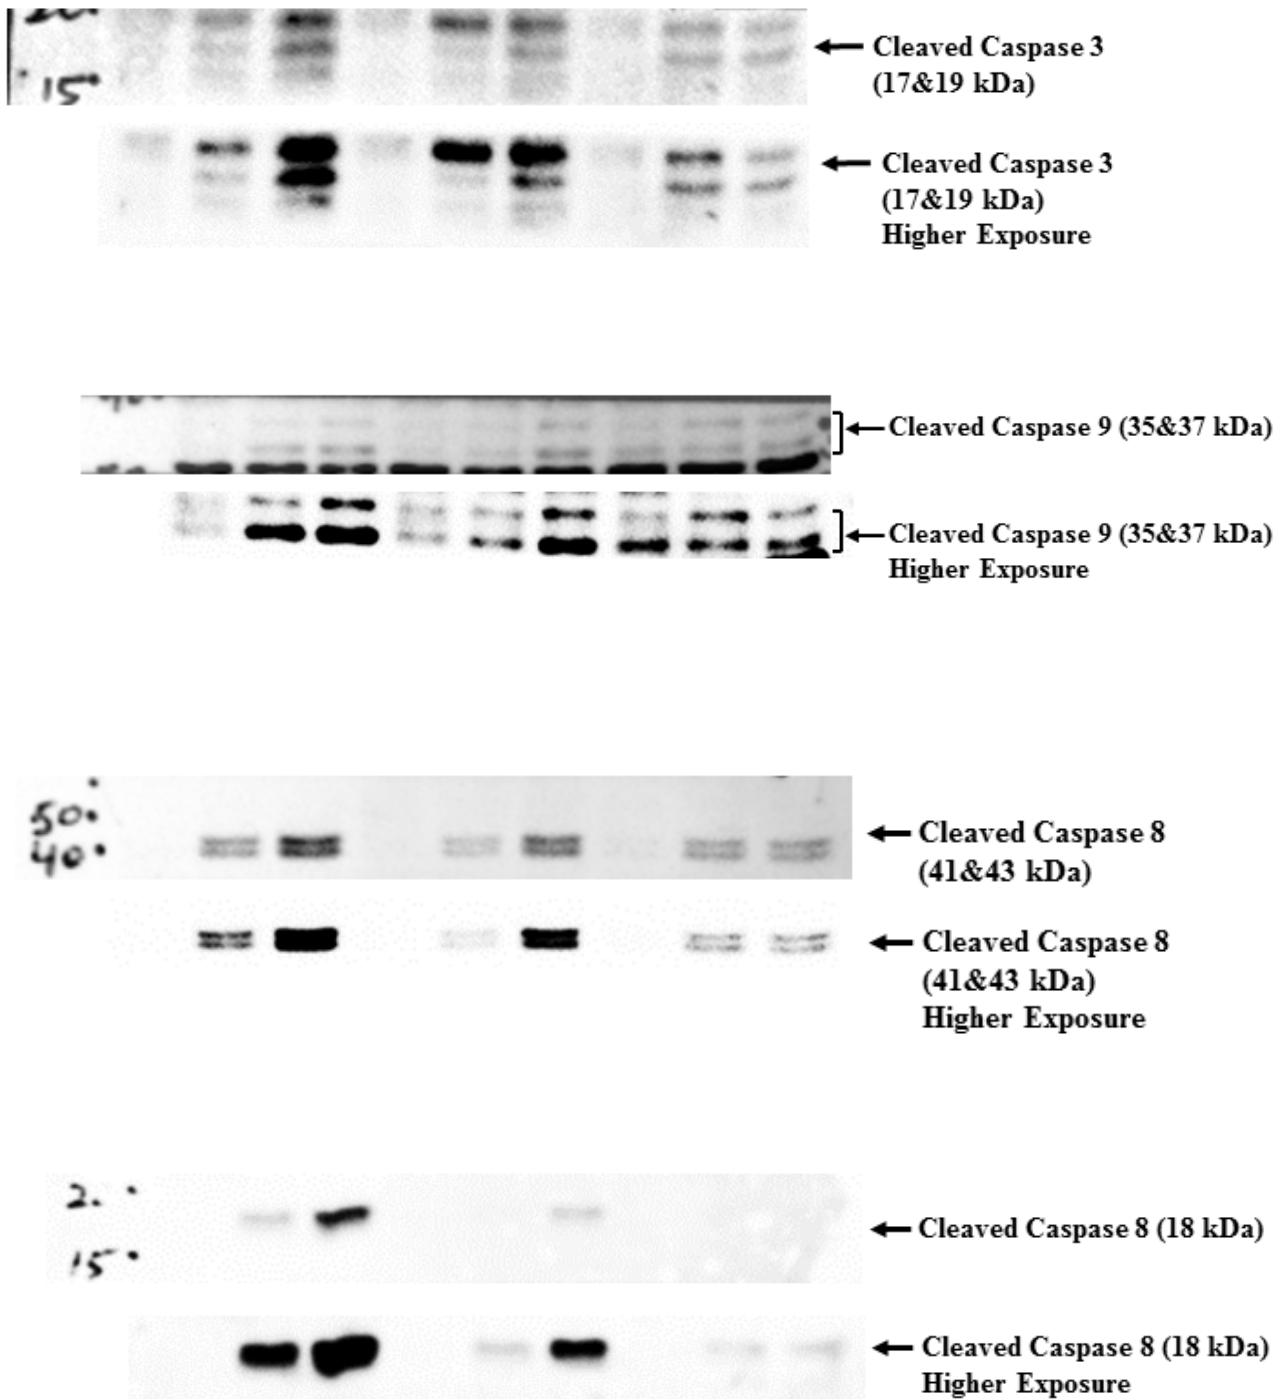 15
Cleaved Caspase 3
(17&19 kDa)
Cleaved Caspase 3
(17&19 kDa)
Higher Exposure
Cleaved Caspase 9 (35&37 kDa)
Cleaved Caspase 9 (35&37 kDa)
Higher Exposure
50
40
Cleaved Caspase 8
(41&43 kDa)
Cleaved Caspase 8
(41&43 kDa)
Higher Exposure
2.
15
Cleaved Caspase 8 (18 kDa)
Cleaved Caspase 8 (18 kDa)
Higher Exposure